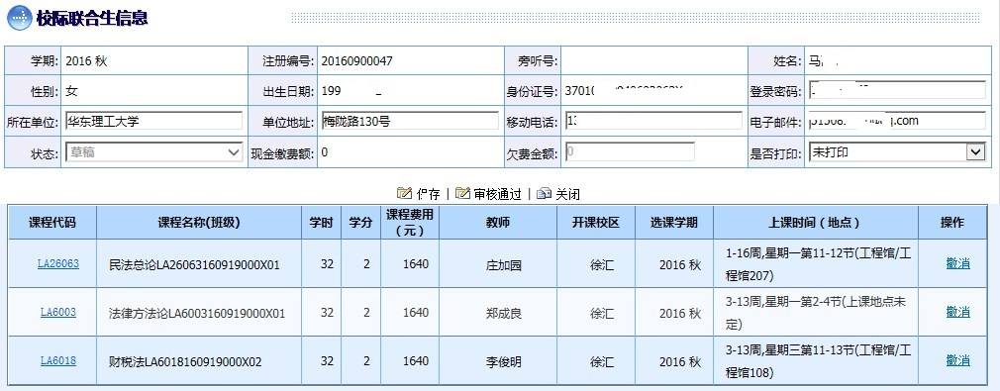 校际联合生信息
学期: 2016 秋 注册编号: 20160900047 旁听号: 姓名: 马
性别: 女 出生日期: 199 身份证号: 3701 登录密码:
所在单位: 华东理工大学 单位地址: 梅陇路130号 移动电话: 13 电子邮件: .com
状态: 草稿 现金缴费额: 0 欠费金额: 0 是否打印: 未打印
保存 | 审核通过 | 关闭
课程代码 课程名称(班级) 学时 学分 课程费用（元） 教师 开课校区 选课学期 上课时间（地点） 操作
LA26063 民法总论LA26063160919000X01 32 2 1640 庄加园 徐汇 2016 秋 1-16周,星期一第11-12节(工程馆/工
程馆207) 撤消
LA6003 法律方法论LA6003160919000X01 32 2 1640 郑成良 徐汇 2016 秋 3-13周,星期一第2-4节(上课地点未
定) 撤消
LA6018 财税法LA6018160919000X02 32 2 1640 李俊明 徐汇 2016 秋 3-13周,星期三第11-13节(工程馆/工
程馆108) 撤消